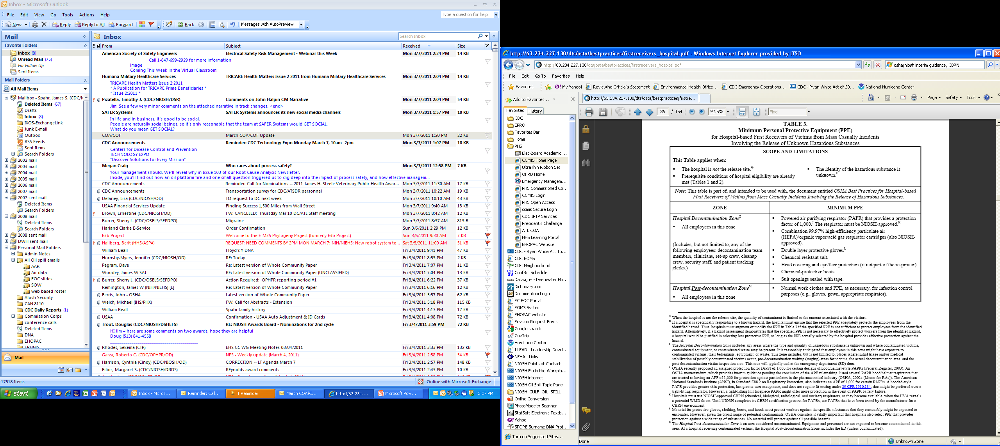 Inbox - Microsoft Outlook
File Edit View Go Tools Actions Help
Type a question for help
New Reply Reply to All Forward Back Messages with AutoPreview
Mail
Favorite Folders
Inbox (8)
Unread Mail (75)
For Follow Up
Sent Items
Mail Folders
All Mail Items
Mailbox - Spahr, James S. (CDC/N
Deleted Items (67)
Drafts
Inbox (8)
IXOS-ExchangeLink
Junk E-mail
Outbox
RSS Feeds
Sent Items
Search Folders
2002 mail
2003 mail
2004 mail
2005 mail
2006 mail
2007 mail
2007 sent mail
Deleted Items
Search Folders
2008 mail
Deleted Items
Search Folders
2008 sent mail
DWH sent mail
Personal Mail Folders
Admin Notes
All Oil spill emails
AAR
Air data
EOC slides
SOW
web based roster
Alosh Security
CAN 8110
CDC Daily Reports (1)
Commission Corps
conference calls
Deleted Items
DNA
EHOPAC
ERHMS
Mail
17518 Items
Inbox
Search Inbox
From Subject Received Size
American Society of Safety Engineers Electrical Safety Risk Management - Webinar this Week Mon 3/7/2011 2:24 PM 14 KB
Call 1-847-699-2929 for more information
image
Coming This Week in the Virtual Classroom:
Humana Military Healthcare Services TRICARE Health Matters Issue 2 2011 from Humana Military Healthcare Services Mon 3/7/2011 2:04 PM 14 KB
TRICARE Health Matters Issue 2:2011
* A Publication for TRICARE Prime Beneficiaries *
* Issue 2:2011 *
Pizatella, Timothy J. (CDC/NIOSH/DSR) Comments on John Halpin CM Narrative Mon 3/7/2011 2:04 PM 54 KB
Jim: See a few very minor comments on the attached narrative in track changes. <end>
SAFER Systems SAFER Systems announces its new social media channels Mon 3/7/2011 1:57 PM 10 KB
In life and in business, it's good to be social.
People are naturally social beings, so it's only reasonable that the team at SAFER Systems would GET SOCIAL.
What do you mean GET SOCIAL?
COA/COF March COA/COF Update Mon 3/7/2011 1:20 PM 22 KB
CDC Announcements Reminder: CDC Technology Expo Monday March 7, 10am- 2pm Mon 3/7/2011 1:07 PM 18 KB
Centers for Disease Control and Prevention
TECHNOLOGY EXPO
"Discover Solutions for Every Mission"
Megan Craig Who cares about process safety? Mon 3/7/2011 12:58 PM 7 KB
Your management should. We'll reveal why in Issue 103 of our Root Cause Analysis Newsletter.
Inside, you'll find out how an oil platform fire and one small question triggered us to dig deep into the impact of process safety, and how effective managem...
CDC Announcements Reminder: Call for Nominations -- 2011 James H. Steele Veterinary Public Health Awar... Mon 3/7/2011 11:30 AM 17 KB
CDC Announcements Transportation survey for CDC/ATSDR personnel Mon 3/7/2011 10:22 AM 19 KB
Delaney, Lisa (CDC/NIOSH/OD) TO request to DC next week Mon 3/7/2011 10:10 AM 43 KB
USAA Financial Services Update Finding Success 1,500 Miles from Wall Street Mon 3/7/2011 9:40 AM 13 KB
Brown, Ernestine (CDC/NIOSH/OD) FW: CANCELED: Thursday Mar 10 DC/ATL Staff meeting Mon 3/7/2011 8:42 AM 12 KB
Burrer, Sherry L. (CDC/OSELS/SEPDPO) Migraine Mon 3/7/2011 8:37 AM 813 B
Harland Clarke E-Service Order Confirmation Sun 3/6/2011 2:29 PM 12 KB
E3b Project Welcome to the E-M35 Phylogeny Project (formerly E3b Project) Sun 3/6/2011 9:30 AM 7 KB
Hallberg, Berit (HHS/ASPA) REQUEST: NEED COMMENTS BY 2PM MON MARCH 7: NIH/NIEHS: New robot system to... Sat 3/5/2011 11:00 AM 51 KB
William Beall Floyd's Y-DNA Fri 3/4/2011 9:41 PM 47 KB
Hornsby-Myers, Jennifer (CDC/NIOSH/OD) RE: Today Fri 3/4/2011 8:53 PM 2 KB
Pegram, Dave Re: Latest version of Whole Community Paper Fri 3/4/2011 7:07 PM 11 KB
Woodey, James W SAJ RE: Latest version of Whole Community Paper (UNCLASSIFIED) Fri 3/4/2011 7:04 PM 13 KB
Burrer, Sherry L. (CDC/OSELS/SEPDPO) Action Required: OPHPR reporting period #1 Fri 3/4/2011 6:22 PM 37 KB
Remington, James W (NIH/NIEHS) [E] Re: Latest version of Whole Community Paper Fri 3/4/2011 6:16 PM 12 KB
Ferris, John - OSHA Latest version of Whole Community Paper Fri 3/4/2011 5:57 PM 62 KB
Welch, Michael (IHS/PHX) FW: Call for Abstracts - Extension Fri 3/4/2011 5:18 PM 115 KB
William Beall Spahr family history Fri 3/4/2011 4:17 PM 17 KB
USAA Confirmation - USAA Auto Adjustment & ID Cards Fri 3/4/2011 4:08 PM 72 KB
Trout, Douglas (CDC/NIOSH/DSHEFS) RE: NIOSH Awards Board - Nominations for 2nd cycle Fri 3/4/2011 3:59 PM 72 KB
HI Jim – here are some comments on two awards, hope they are helpful
Doug (513) 841-4558
Rhodes, Sekema (CTR) EHS CC WG Meeting Notes-03/04/2011 Fri 3/4/2011 3:33 PM 132 KB
Garza, Roberto C. (CDC/OPHPR/OD) NPS - Weekly update (March 4, 2011) Fri 3/4/2011 2:58 PM 54 KB
Harrison, Cynthia (Cindy) (CDC/NIOSH/OD) CORRECTION -- LT Agenda March 7 Fri 3/4/2011 2:57 PM 148 KB
Filios, Margaret S. (CDC/NIOSH/DRDS) REynolds award comments Fri 3/4/2011 2:43 PM 10 KB
Online with Microsoft Exchange
start Inbox - Micros... Reminder: Call... 1 Reminder March COA/C... http://63.234.... Microsoft Pow... 2:27 PM
http://63.234.227.130/dts/osta/bestpractices/firstreceivers_hospital.pdf - Windows Internet Explorer provided by ITSO
http://63.234.227.130/dts/osta/bestpractices/firstreceivers_hospital.pdf osha/niosh interim guidance, CBRN
File Edit Go To Favorites Help
Favorites My Yahoo! Reviewing Official's Statement Environmental Health Office... CDC Emergency Operations... CDC - Ryan White Act of 20... National Hurricane Center
Add to Favorites...
http://63.234.227.130/dts/osta/bestpractices/firstre...
Page Safety Tools
Favorites History
36 / 154 92.5% Find
CDC
EPRO
Favorites Bar
Home
PHS
Blackboard Academic ...
CCMIS Home Page
UltraThin Ribbon Set
OFRD Home
Emergency Managem...
PHS Commissioned Co...
CCMIS Login
PHS Open Access
ccmis Secure Login
CDC IPTV Services
President's Challenge
ATL COA
HHS Learning Portal
EHOPAC Website
CDC - Ryan White Act To...
CDC EOMS
CDC Neighborhood
ConfRm Schedule
Data.gov - Deepwater Ho...
Dictionary.com
Documentum Login
EC EOC Portal
EOMS System
EHOPAC website
Envison Request Forms
Google search
GovTrip
Hurricane Center
I LEAD - Leadership Devel...
NEHA - Links
NIOSH Points of Contact
NIOSH Flu in the Workpla...
NIOSH internet
NIOSH Oil Spill Topic Page
NIOSH_GULF_OIL_SPILL
Online Conversion
PhotoModeler Scanner
StatSoft Electronic Textb...
Yahoo
SPORE Surname DNA Proj...
Turn on Suggested Sites...
TABLE 3.
Minimum Personal Protective Equipment (PPE)
for Hospital-based First Receivers of Victims from Mass Casualty Incidents
Involving the Release of Unknown Hazardous Substances
SCOPE AND LIMITATIONS
This Table applies when:
▪ The hospital is not the release site.G
▪ Prerequisite conditions of hospital eligibility are already
met (Tables 1 and 2).
▪ The identity of the hazardous substance is
unknown.H
Note: This table is part of, and intended to be used with, the document entitled OSHA Best Practices for Hospital-based
First Receivers of Victims from Mass Casualty Incidents Involving the Release of Hazardous Substances.
ZONE MINIMUM PPE
Hospital Decontamination ZoneI
▪ All employees in this zone
(Includes, but not limited to, any of the
following employees: decontamination team
members, clinicians, set-up crew, cleanup
crew, security staff, and patient tracking
clerks.)
▪ Powered air-purifying respirator (PAPR) that provides a protection
factor of 1,000.J The respirator must be NIOSH-approved.K
▪ Combination 99.97% high-efficiency particulate air
(HEPA)/organic vapor/acid gas respirator cartridges (also NIOSH-
approved).
▪ Double layer protective gloves.L
▪ Chemical resistant suit.
▪ Head covering and eye/face protection (if not part of the respirator).
▪ Chemical-protective boots.
▪ Suit openings sealed with tape.
Hospital Post-decontamination ZoneM
▪ All employees in this zone
▪ Normal work clothes and PPE, as necessary, for infection control
purposes (e.g., gloves, gown, appropriate respirator).
G When the hospital is not the release site, the quantity of contaminant is limited to the amount associated with the victims.
H If a hospital is specifically responding to a known hazard, the hospital must ensure that the selected PPE adequately protects the employees from the
identified hazard. Thus, hospitals must augment or modify the PPE in Table 3 if the specified PPE is not sufficient to protect employees from the identified
hazard. Alternatively, if a hazard assessment demonstrates that the specified PPE is not necessary to effectively protect workers from the identified hazard,
a hospital would be justified in selecting less protective PPE, as long as the PPE actually selected by the hospital provides effective protection against the
hazard.
I The Hospital Decontamination Zone includes any areas where the type and quantity of hazardous substance is unknown and where contaminated victims,
contaminated equipment, or contaminated waste may be present. It is reasonably anticipated that employees in this zone might have exposure to
contaminated victims, their belongings, equipment, or waste. This zone includes, but is not limited to, places where initial triage and/or medical
stabilization of possibly contaminated victims occur, pre-decontamination waiting (staging) areas for victims, the actual decontamination area, and the
post-decontamination victim inspection area. This area will typically end at the emergency department (ED) door.
J OSHA recently proposed an assigned protection factor (APF) of 1,000 for certain designs of hood/helmet-style PAPRs (Federal Register, 2003). An
OSHA memorandum, which provides interim guidance pending the conclusion of the APF rulemaking, listed several PAPR hood/helmet respirators that
are treated as having an APF of 1,000 for protection against particulates in the pharmaceutical industry (OSHA, 2002c (Memo for RAs)). The American
National Standards Institute (ANSI), in Standard Z88.2 on Respiratory Protection, also indicates an APF of 1,000 for certain PAPRs. A hooded-style
PAPR provides greater skin protection, has greater user acceptance, and does not require fit testing under 29 CFR 1910.134, thus might be preferred over a
tight-fitting respirator. However, a tight-fitting full facepiece PAPR might offer more protection in the event of PAPR battery failure.
K Hospitals must use NIOSH-approved CBRN (chemical, biological, radiological, and nuclear) respirators, as they become available, when the HVA reveals
a potential WMD threat. Until NIOSH completes its CBRN certification process for PAPRs, use PAPRs that have been tested by the manufacturer for a
CBRN environment.
L Material for protective gloves, clothing, boots, and hoods must protect workers against the specific substances that they reasonably might be expected to
encounter. However, given the broad range of potential contaminants, OSHA considers it vitally important that hospitals also select PPE that provides
protection against a wide range of substances. No material will protect against all possible hazards.
M The Hospital Post-decontamination Zone is an area considered uncontaminated. Equipment and personnel are not expected to become contaminated in this
area. At a hospital receiving contaminated victims, the Hospital Post-decontamination Zone includes the ED (unless contaminated).
Done Unknown Zone